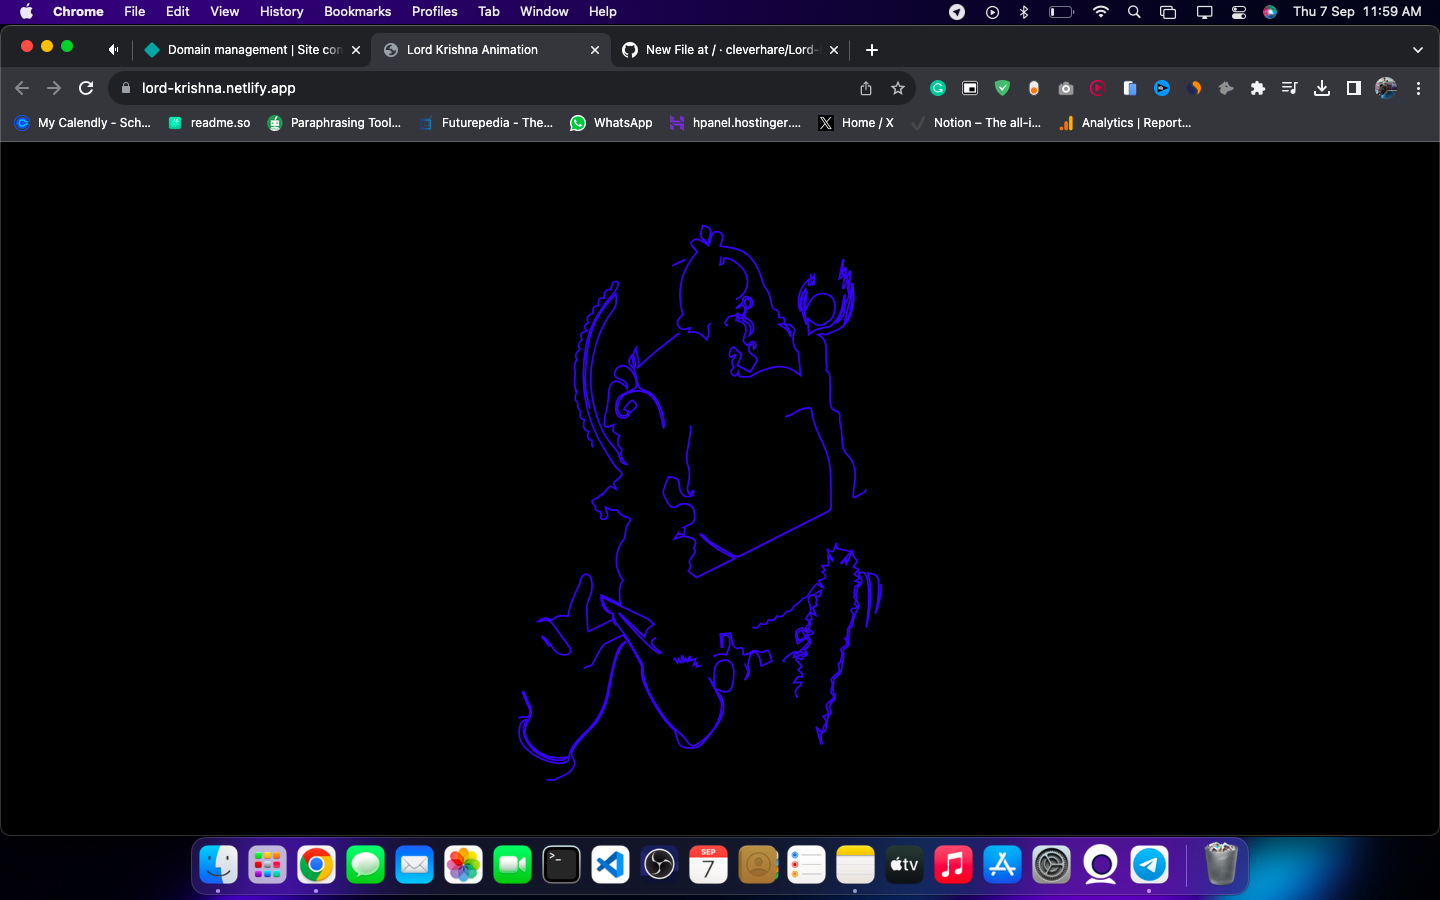 Chrome File Edit View History Bookmarks Profiles Tab Window Help Thu 7 Sep 11:59 AM
Domain management | Site con Lord Krishna Animation New File at / · cleverhare/Lord-
lord-krishna.netlify.app
My Calendly - Sch... readme.so Paraphrasing Tool... Futurepedia - The... WhatsApp hpanel.hostinger.... Home / X Notion – The all-i... Analytics | Report...
SEP
7
tv